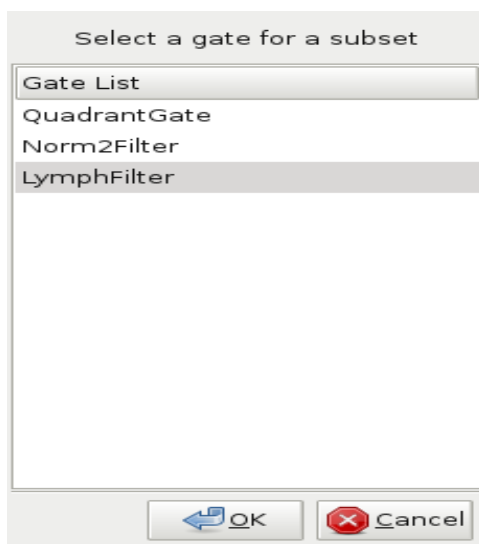 Select a gate for a subset
Gate List
QuadrantGate
Norm2Filter
LymphFilter
OK
Cancel